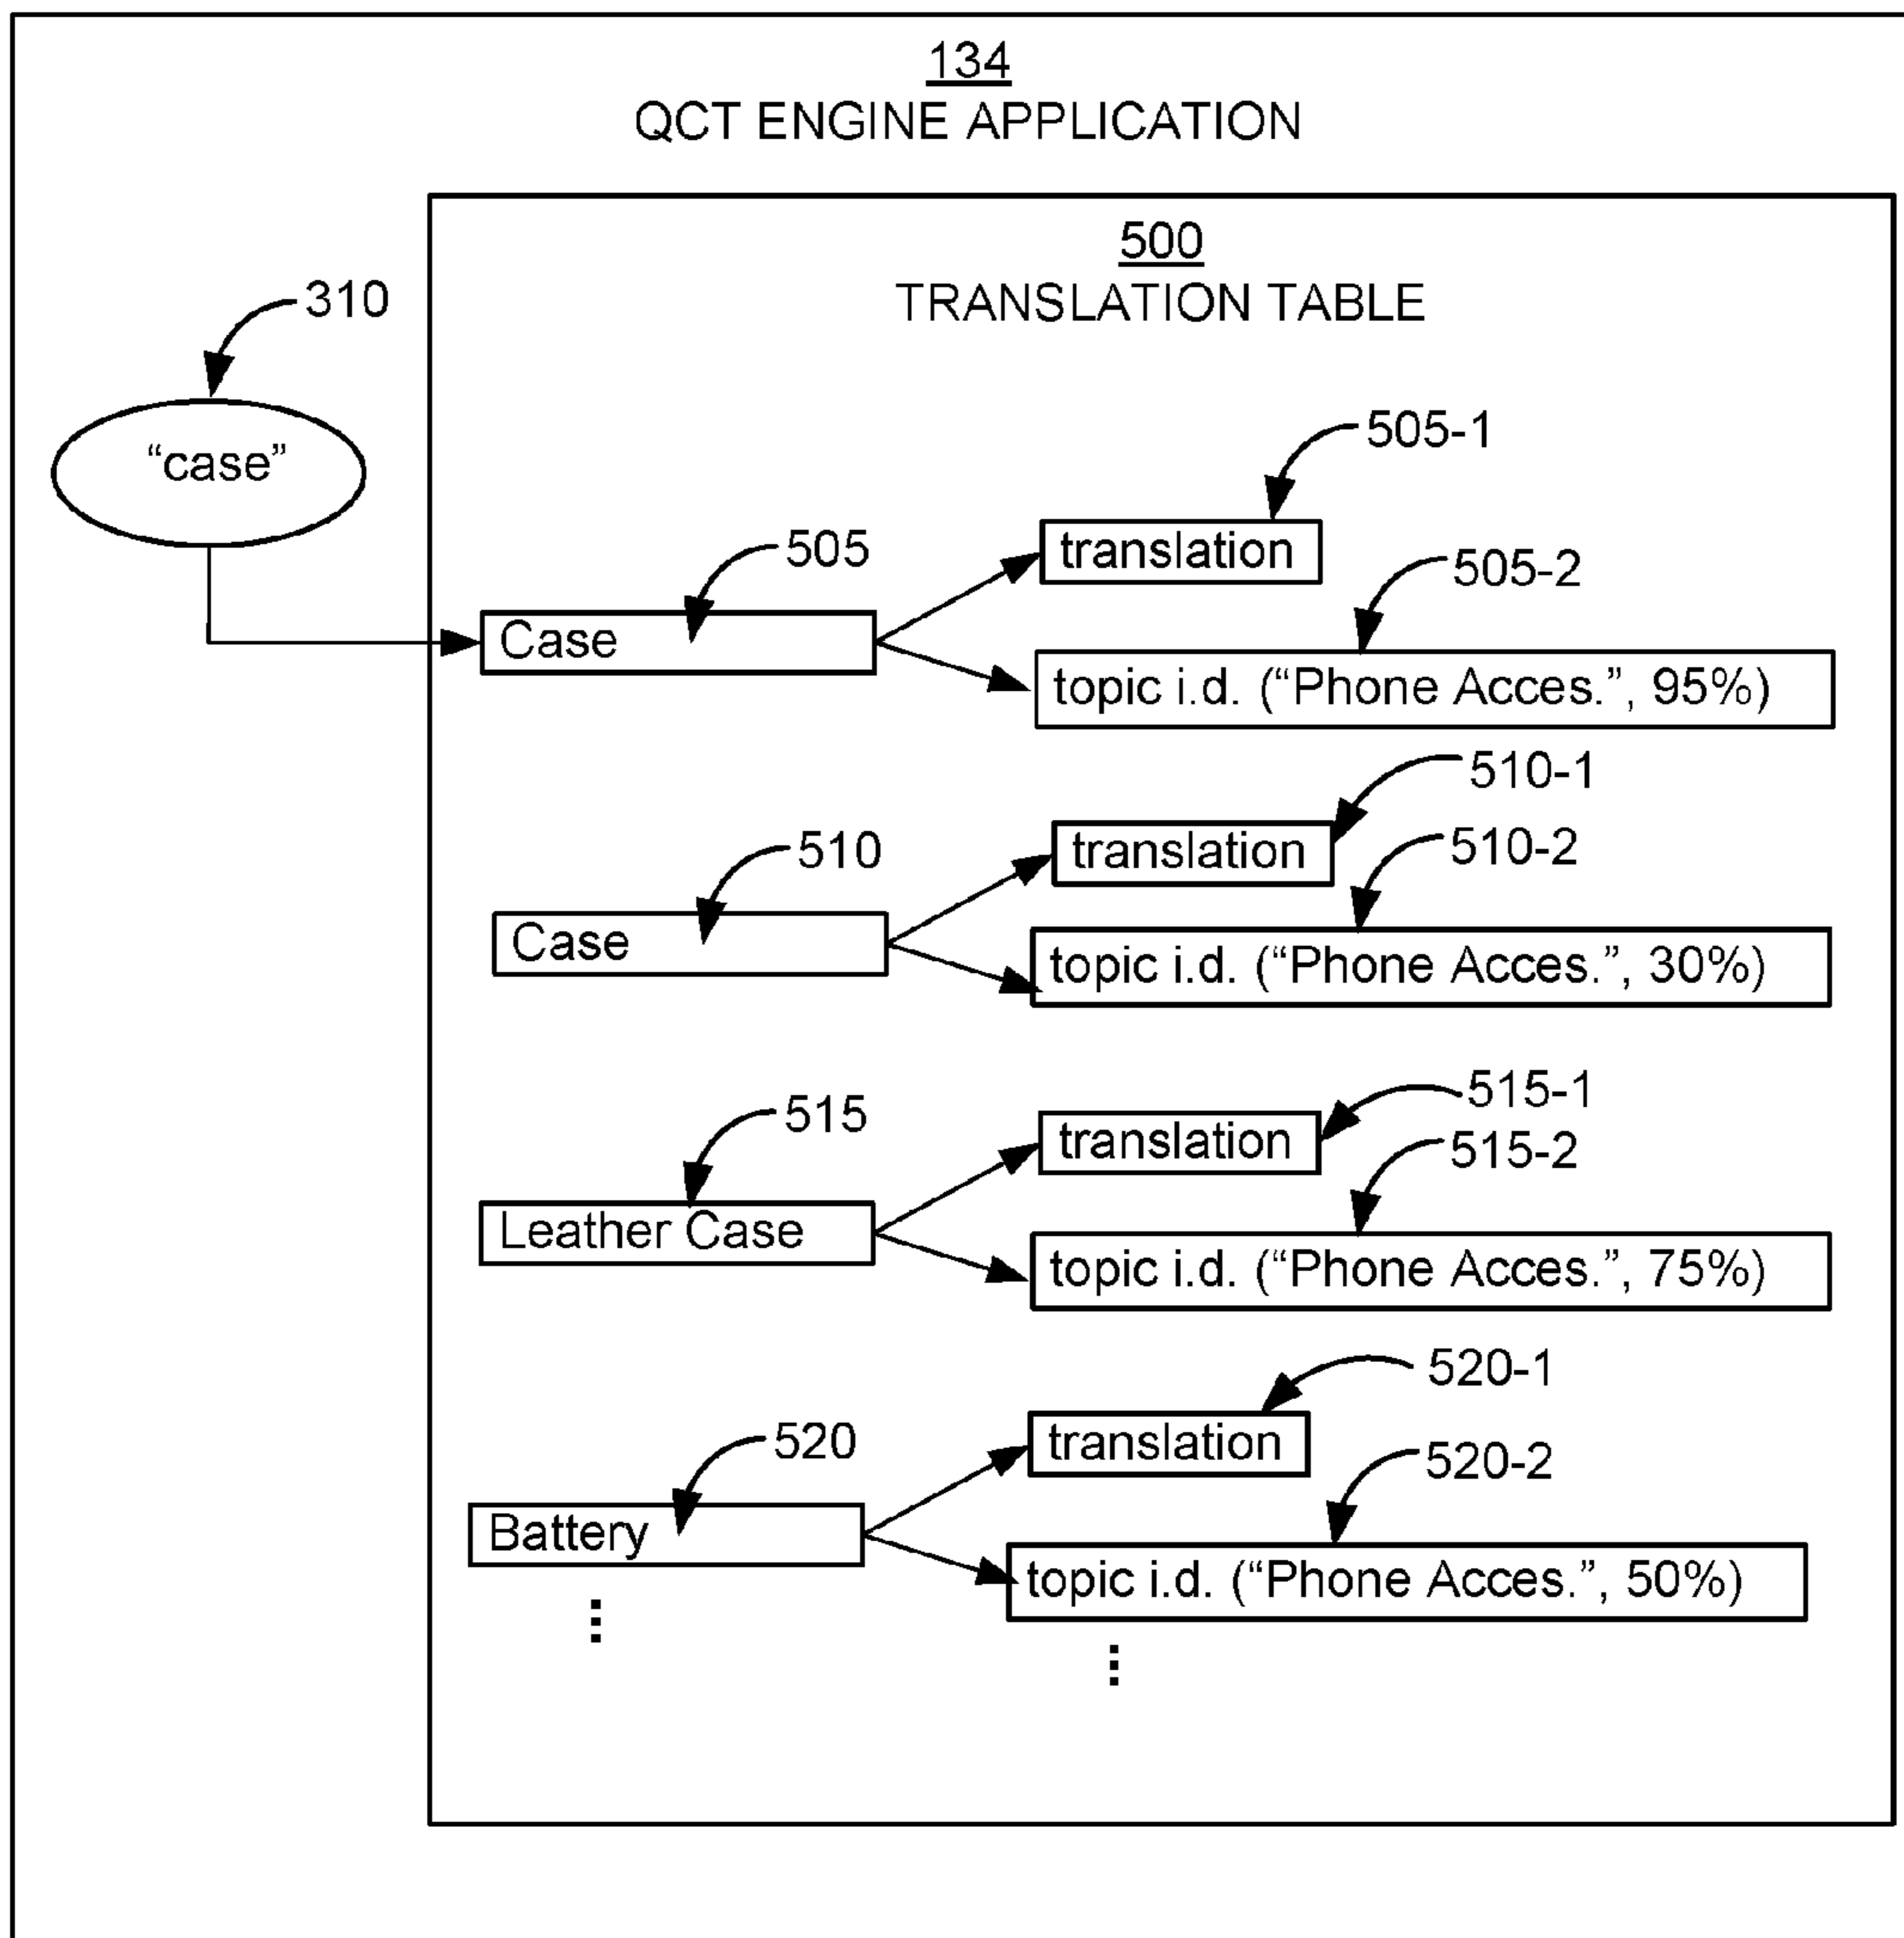 134
QCT ENGINE APPLICATION
500
TRANSLATION TABLE
310
“case”
505-1
translation
505
505-2
Case
topic i.d. (“Phone Acces.”, 95%)
510-1
510
translation
510-2
Case
topic i.d. (“Phone Acces.”, 30%)
515-1
515
translation
515-2
Leather Case
topic i.d. (“Phone Acces.”, 75%)
520-1
520
translation
520-2
Battery
topic i.d. (“Phone Acces.”, 50%)